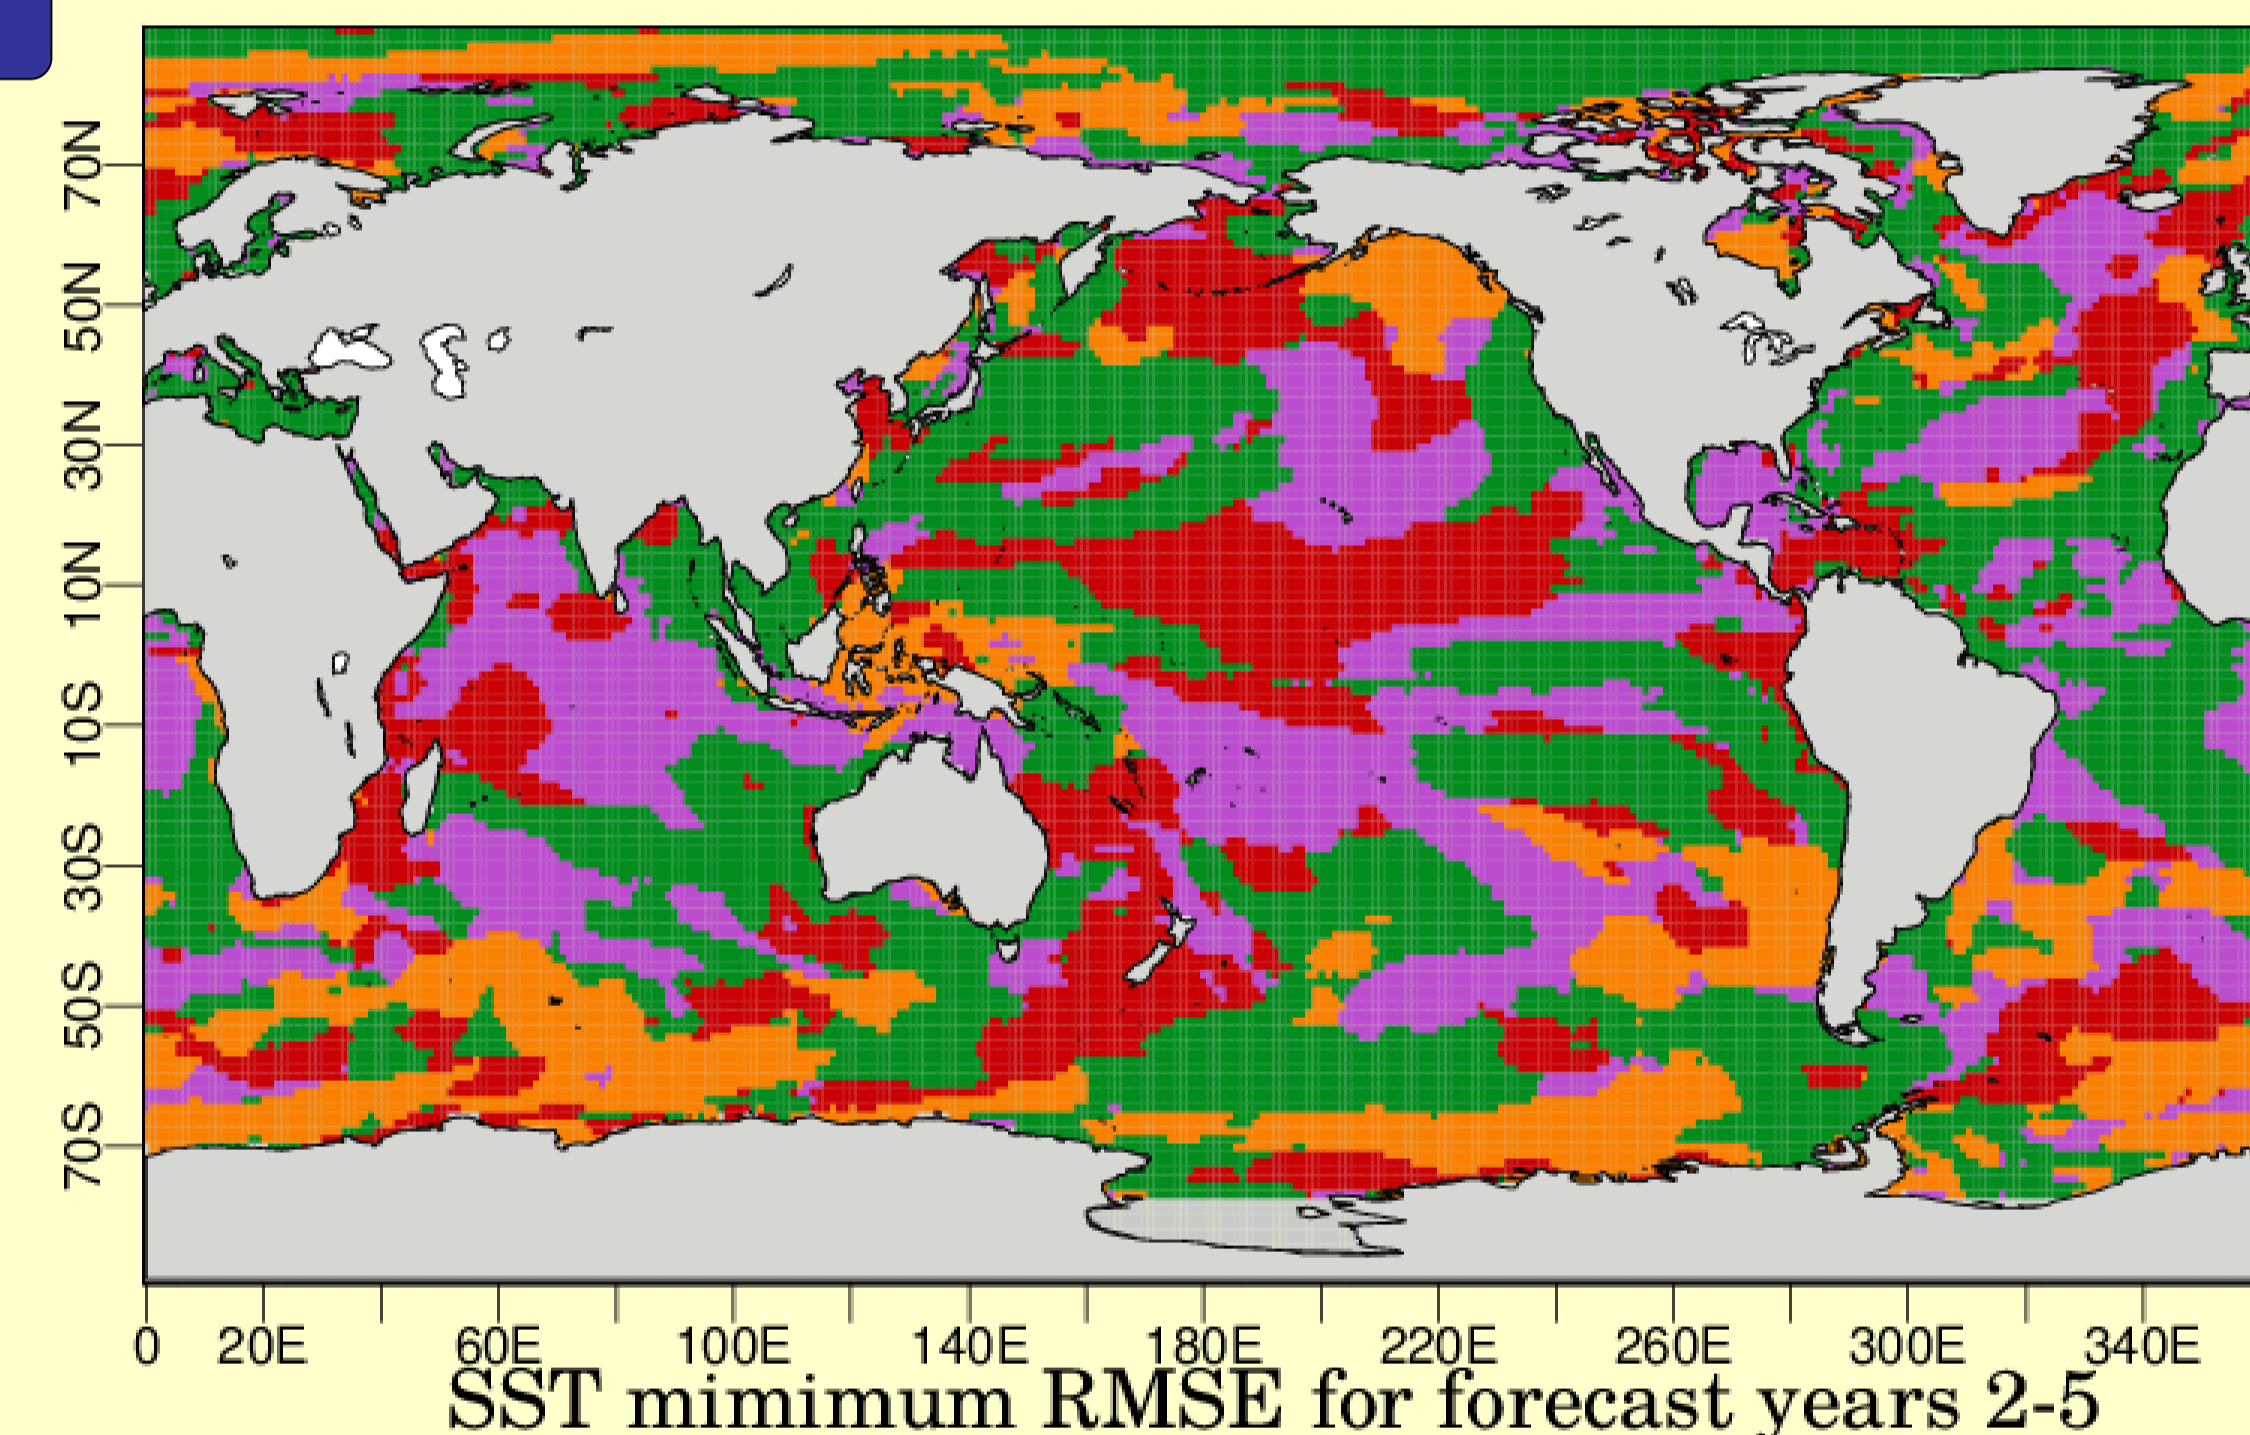 70N
50N
30N
10N
10S
30S
50S
70S
0 20E 60E 100E 140E 180E 220E 260E 300E 340E
SST mimimum RMSE for forecast years 2-5